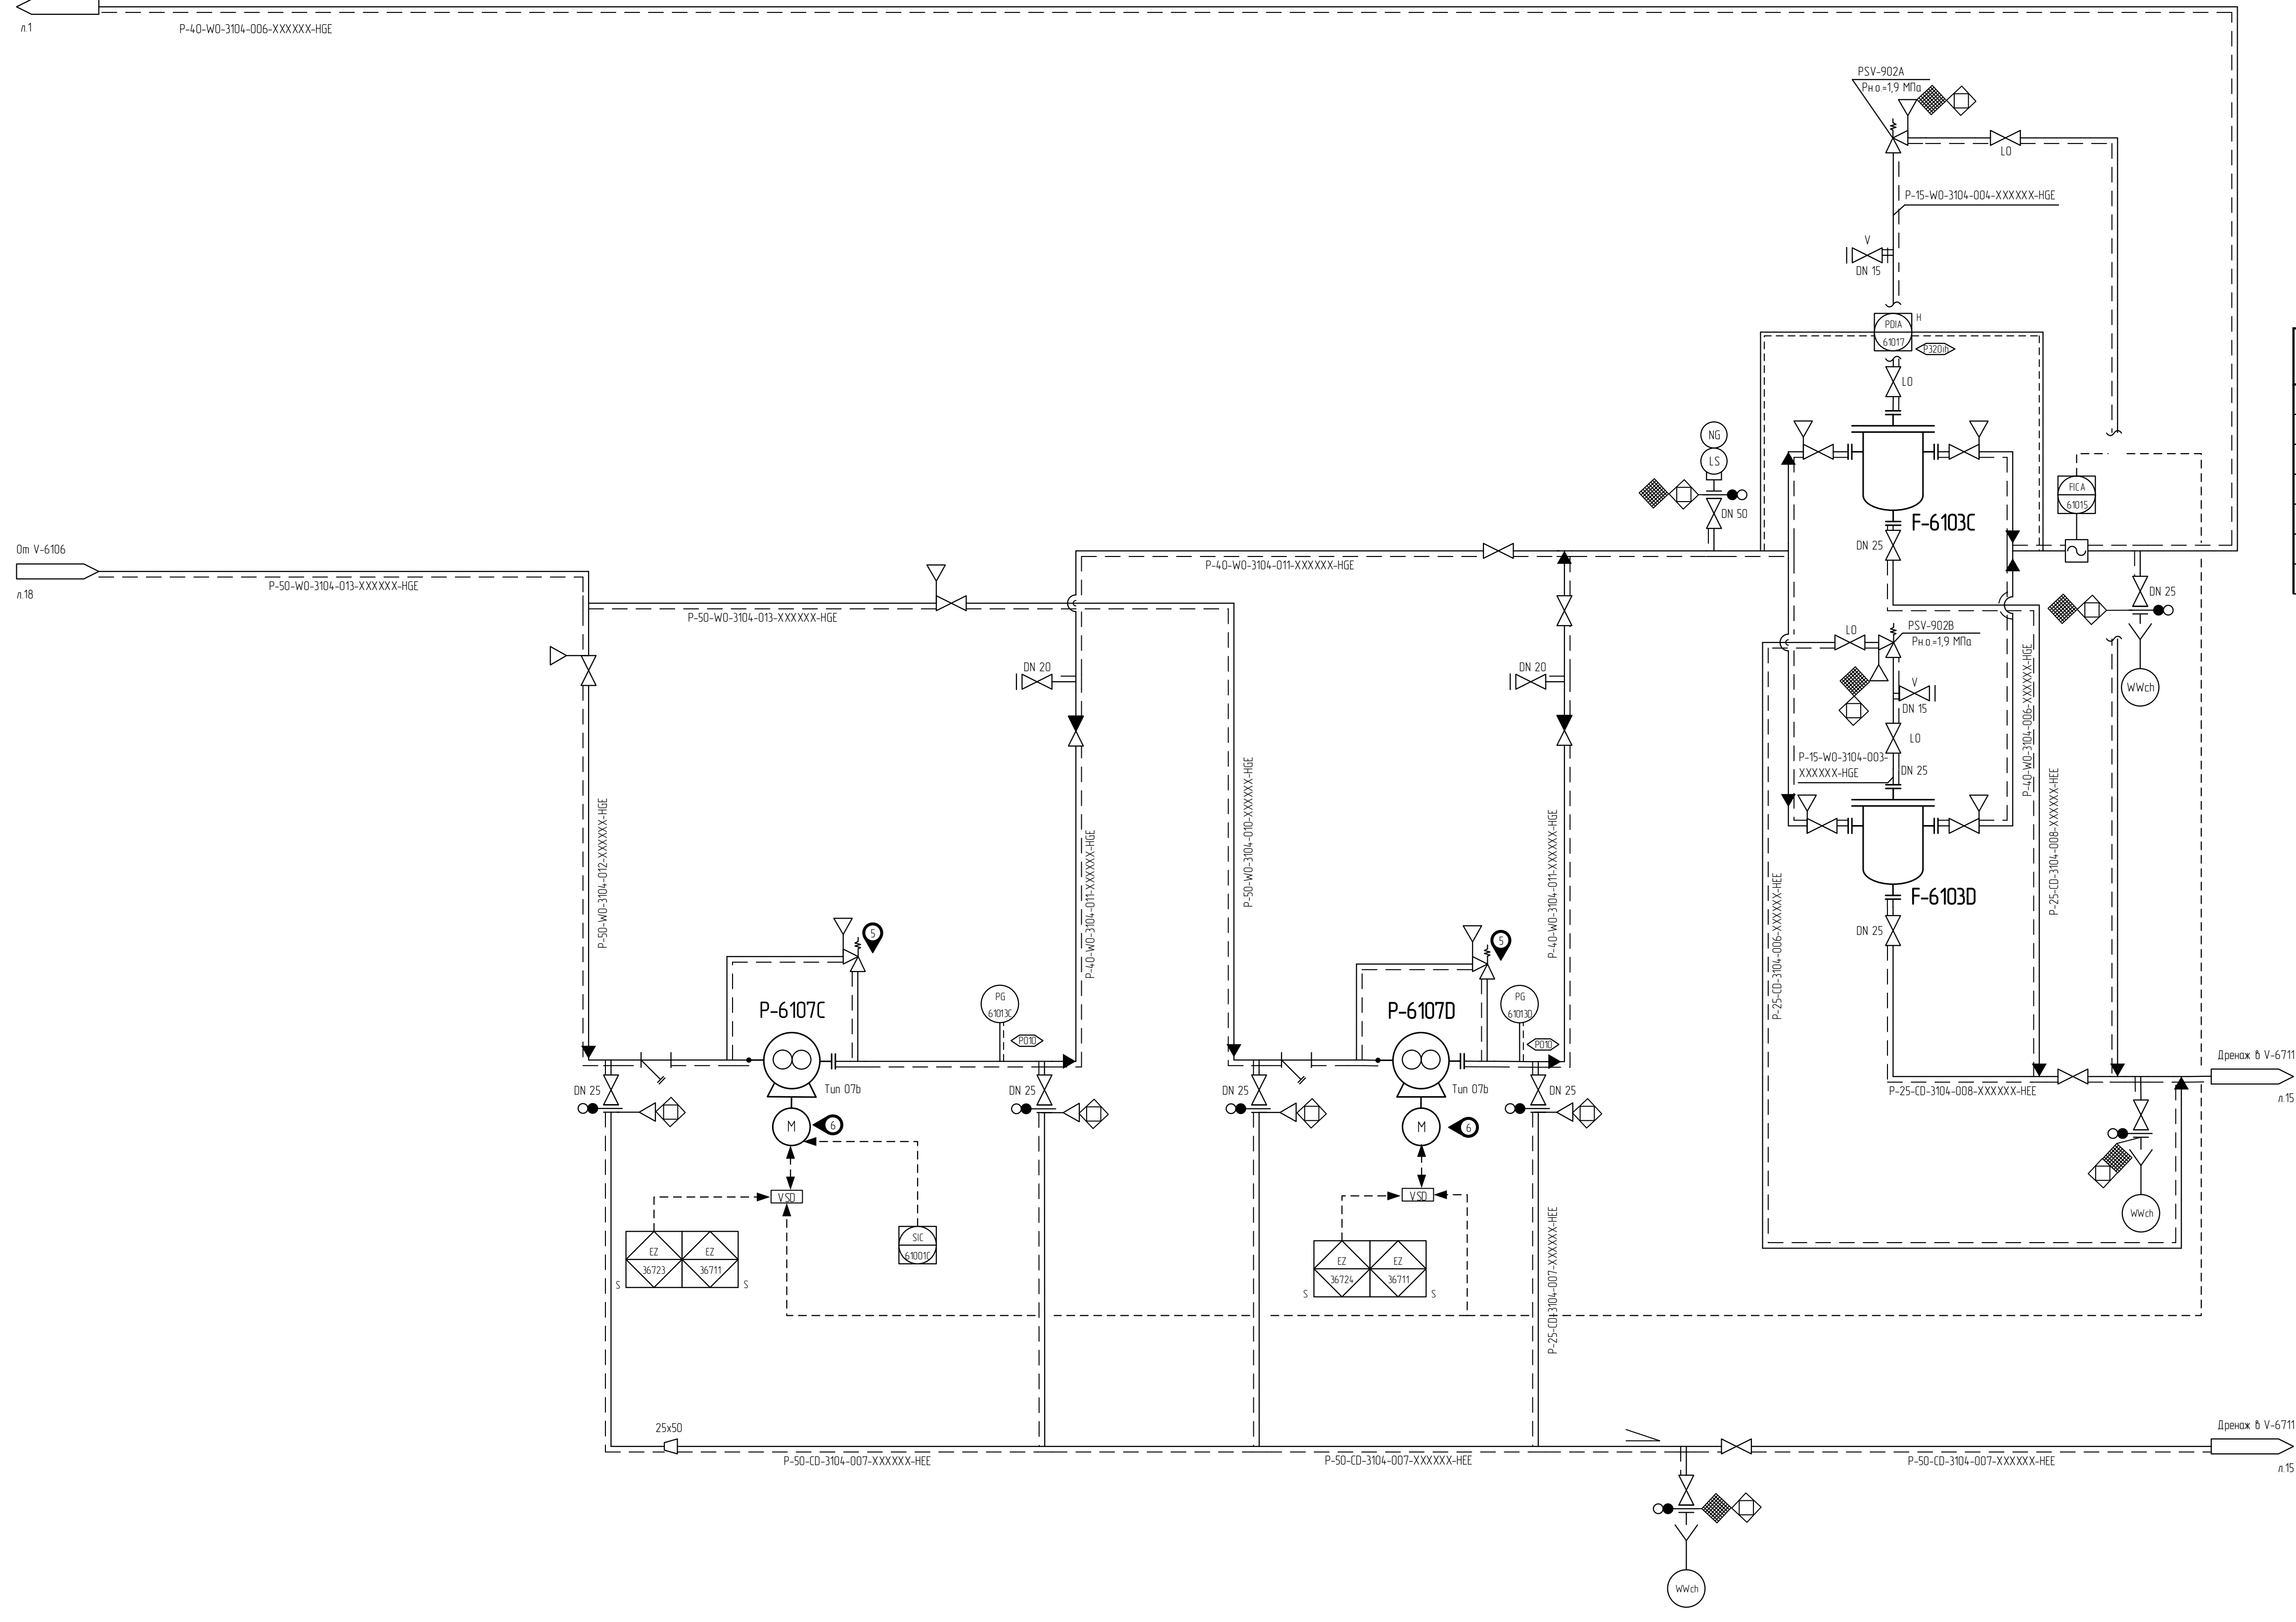 л.1
P-40-WO-3104-006-XXXXXX-HGE
PSV-902A
Рн.о.=1,9 МПа
LO
P-15-WO-3104-004-XXXXXX-HGE
V
DN 15
PDIA
61017
H
P320ih
LO
NG
LS
DN 50
F-6103C
DN 25
FICA
61015
От V-6106
л.18
P-50-WO-3104-013-XXXXXX-HGE
P-50-WO-3104-013-XXXXXX-HGE
P-40-WO-3104-011-XXXXXX-HGE
DN 25
WWch
LO
PSV-902B
Рн.о.=1,9 МПа
DN 20
DN 20
V
DN 15
LO
P-15-WO-3104-003-
XXXXXX-HGE
DN 25
P-40-WO-3104-006-XXXXXX-HGE
P-25-CD-3104-008-XXXXXX-HEE
P-25-CD-3104-006-XXXXXX-HEE
F-6103D
DN 25
P-50-WO-3104-012-XXXXXX-HGE
P-40-WO-3104-011-XXXXXX-HGE
P-50-WO-3104-010-XXXXXX-HGE
P-40-WO-3104-011-XXXXXX-HGE
5
P-6107C
PG
61013C
P010
Тип 07b
DN 25
DN 25
M
6
VSD
EZ
36723
EZ
36711
S
S
SIC
61001C
5
P-6107D
PG
61013D
P010
Тип 07b
DN 25
DN 25
M
6
VSD
EZ
36724
EZ
36711
S
S
P-25-CD-3104-007-XXXXXX-HEE
Дренаж в V-6711
л.15
P-25-CD-3104-008-XXXXXX-HEE
WWch
25x50
P-50-CD-3104-007-XXXXXX-HEE
P-50-CD-3104-007-XXXXXX-HEE
P-50-CD-3104-007-XXXXXX-HEE
Дренаж в V-6711
л.15
WWch